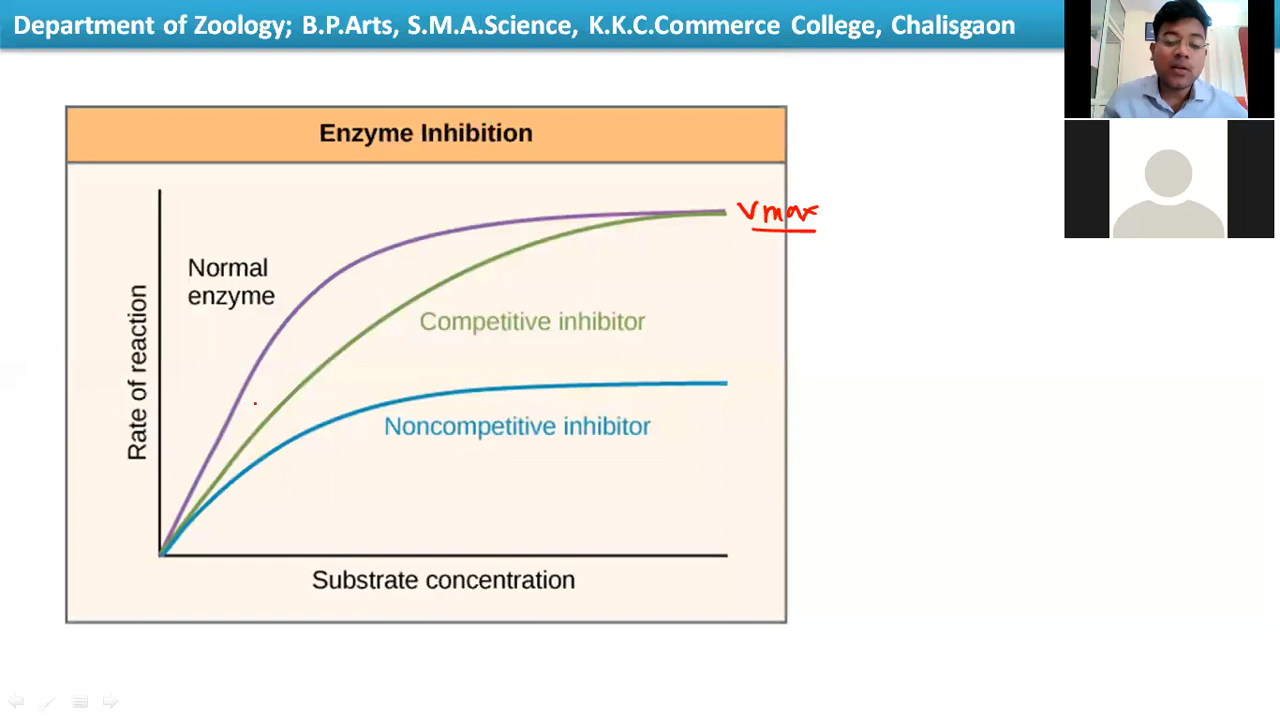 Department of Zoology; B.P.Arts, S.M.A.Science, K.K.C.Commerce College, Chalisgaon
Enzyme Inhibition
Vmax
Normal
enzyme
Competitive inhibitor
Rate of reaction
Noncompetitive inhibitor
Substrate concentration